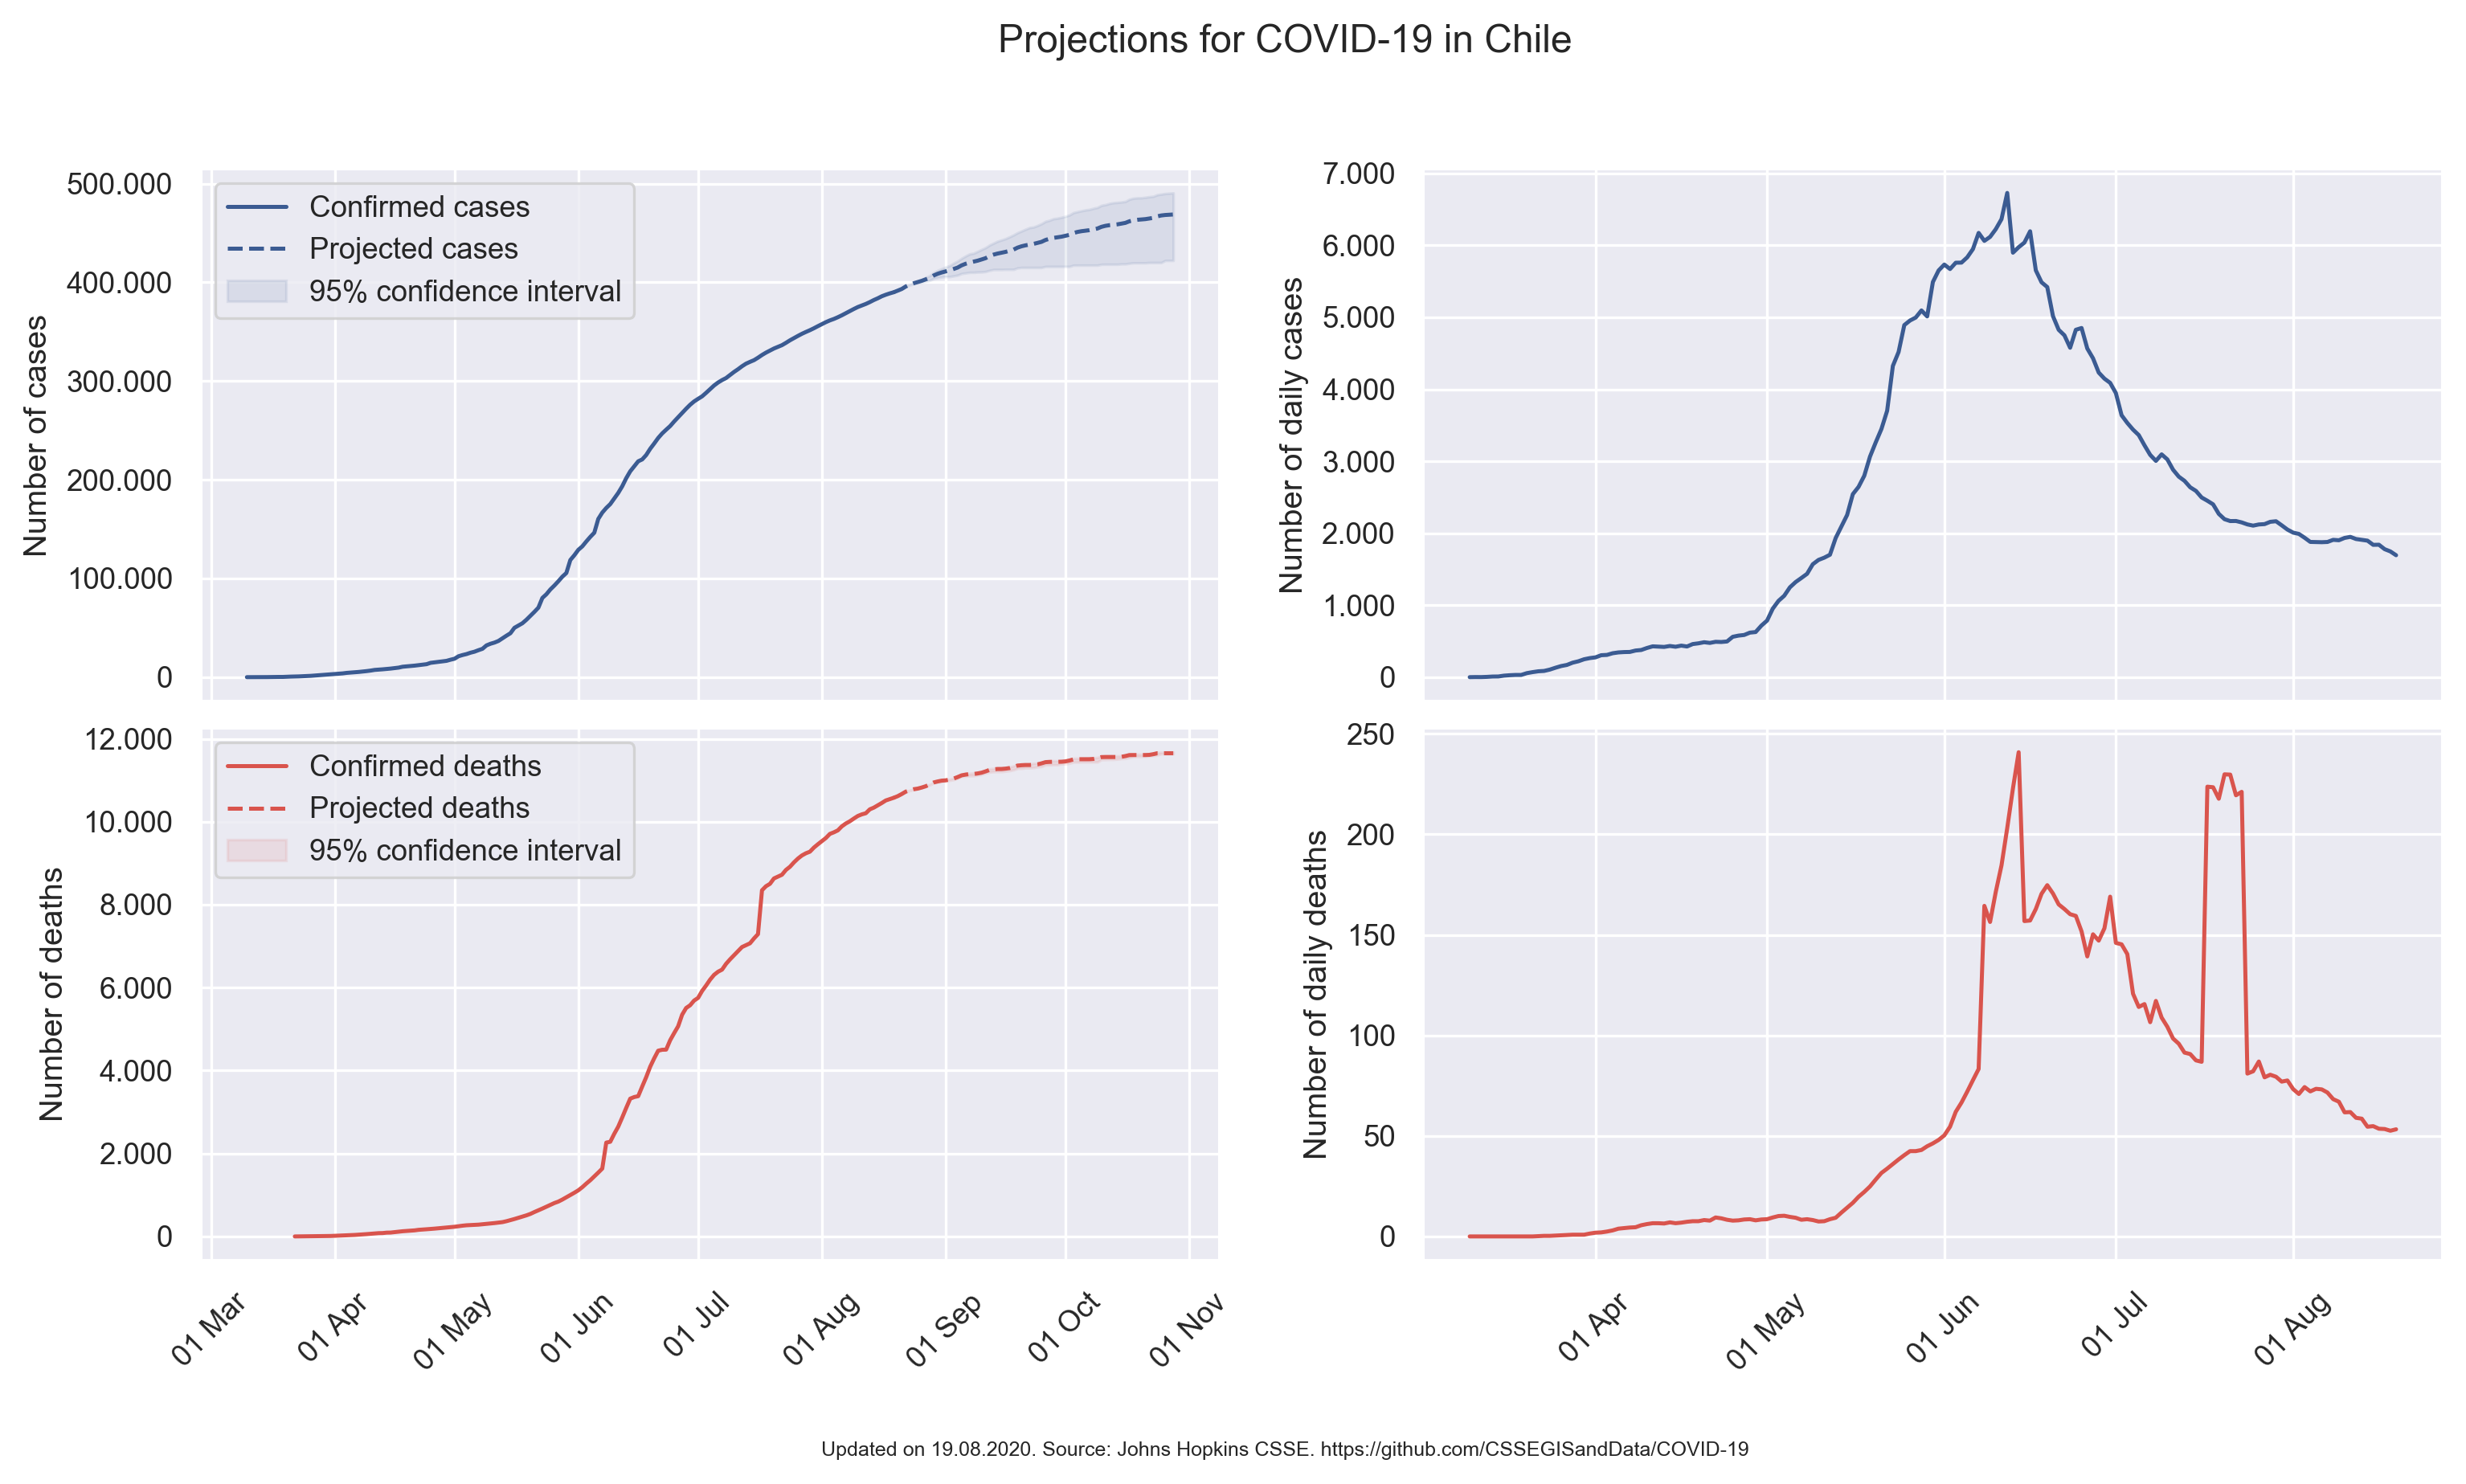 Projections for COVID-19 in Chile
Number of cases
500.000
400.000
300.000
200.000
100.000
0
Confirmed cases
Projected cases
95% confidence interval
Number of daily cases
7.000
6.000
5.000
4.000
3.000
2.000
1.000
0
Number of deaths
12.000
10.000
8.000
6.000
4.000
2.000
0
Confirmed deaths
Projected deaths
95% confidence interval
01 Mar
01 Apr
01 May
01 Jun
01 Jul
01 Aug
01 Sep
01 Oct
01 Nov
Number of daily deaths
250
200
150
100
50
0
01 Apr
01 May
01 Jun
01 Jul
01 Aug
Updated on 19.08.2020. Source: Johns Hopkins CSSE. https://github.com/CSSEGISandData/COVID-19